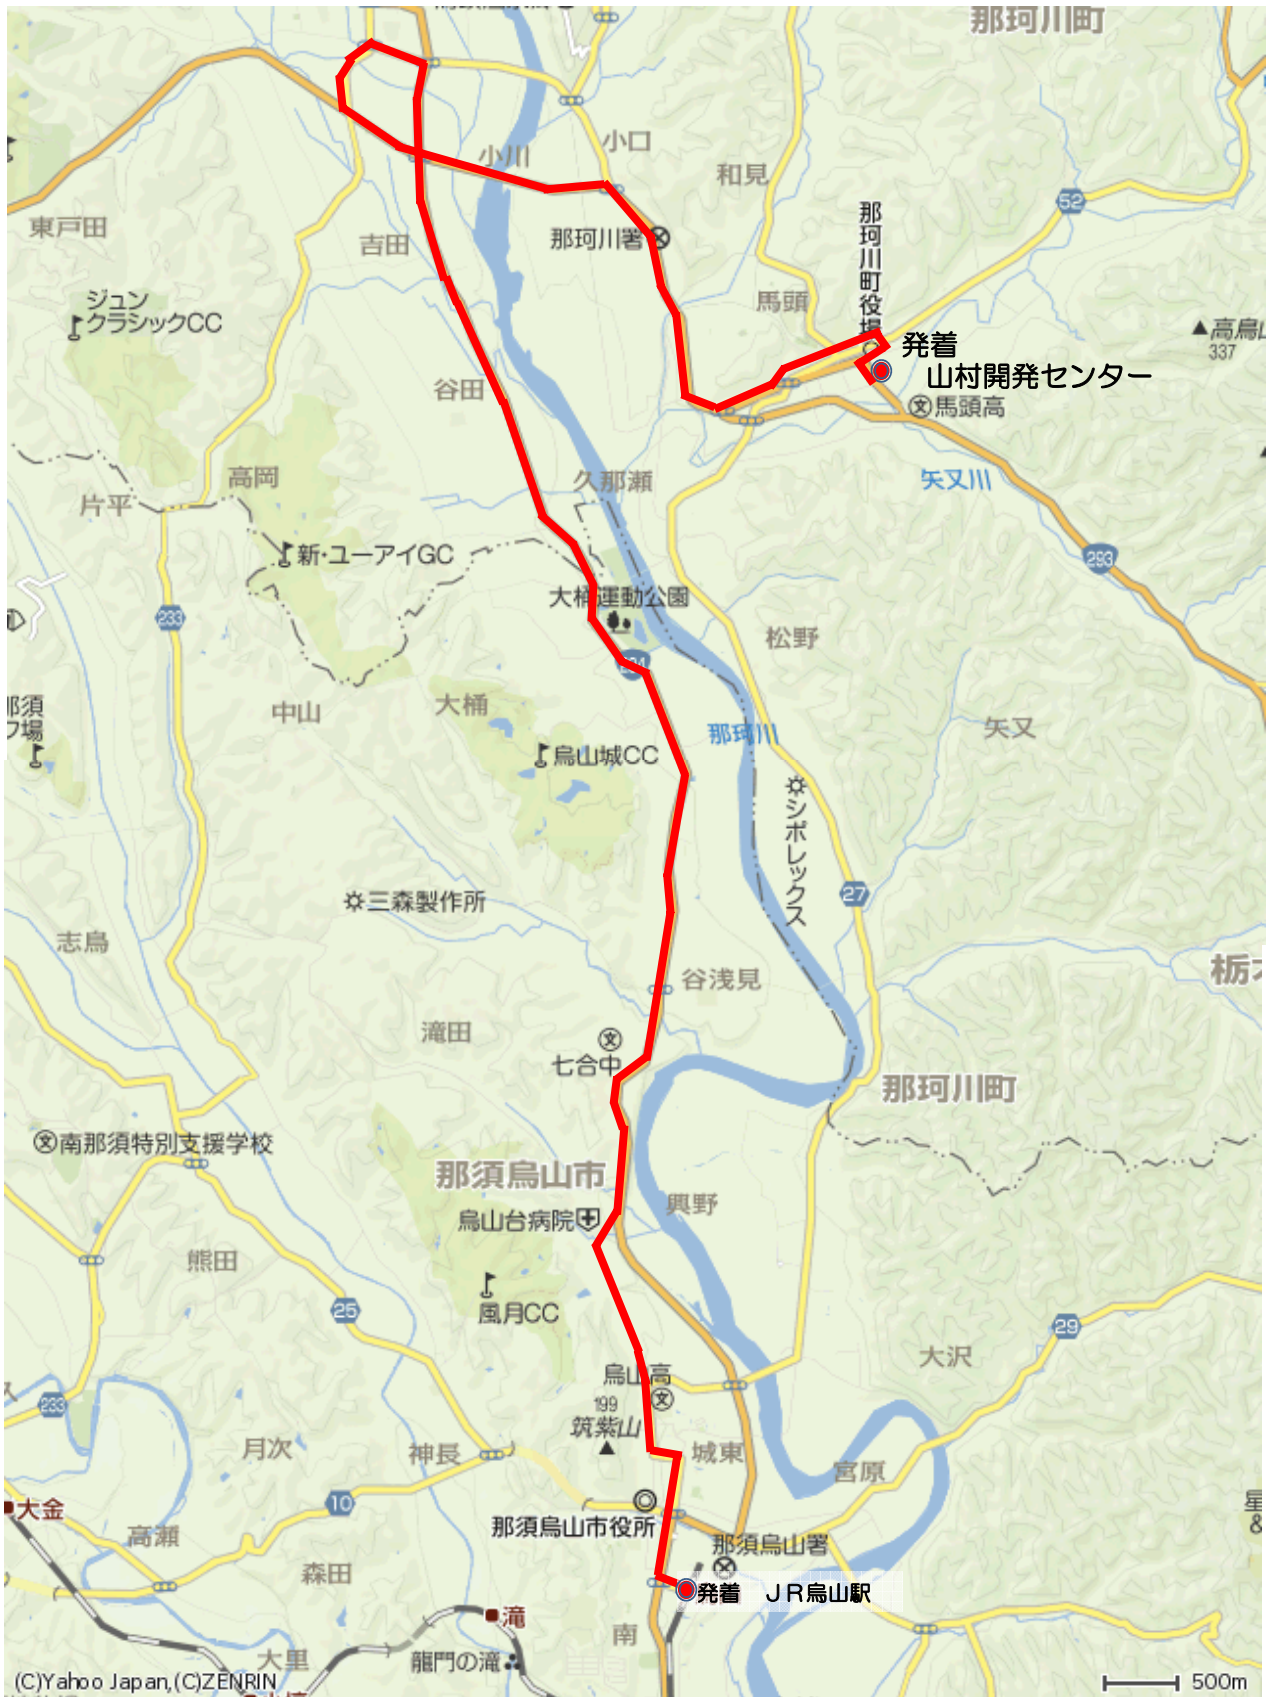 那珂川町
小川
小口
和見
52
東戸田
吉田
那珂川署
那珂川町役場
馬頭
ジュン
クラシックCC
高鳥山
337
発着
山村開発センター
谷田
馬頭高
高岡
久那瀬
片平
矢又川
新・ユーアイGC
293
大桶運動公園
233
松野
那須
大桶
中山
那珂川
矢又
烏山城CC
シポレックス
三森製作所
27
志鳥
谷浅見
栃木
滝田
七合中
那珂川町
南那須特別支援学校
那須烏山市
興野
烏山台病院
熊田
風月CC
25
29
大沢
烏山高
199
筑紫山
233
月次
神長
城東
宮原
10
大金
那須烏山市役所
高瀬
那須烏山署
森田
発着　ＪＲ烏山駅
滝
南
大里
龍門の滝
(C)Yahoo Japan,(C)ZENRIN
500m